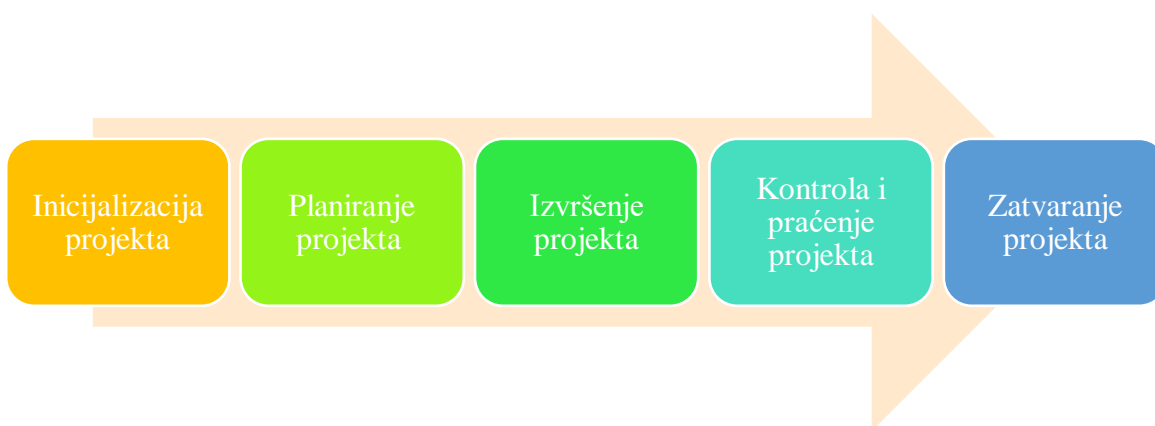 Inicijalizacija
projekta
Planiranje
projekta
Izvršenje
projekta
Kontrola i
praćenje
projekta
Zatvaranje
projekta